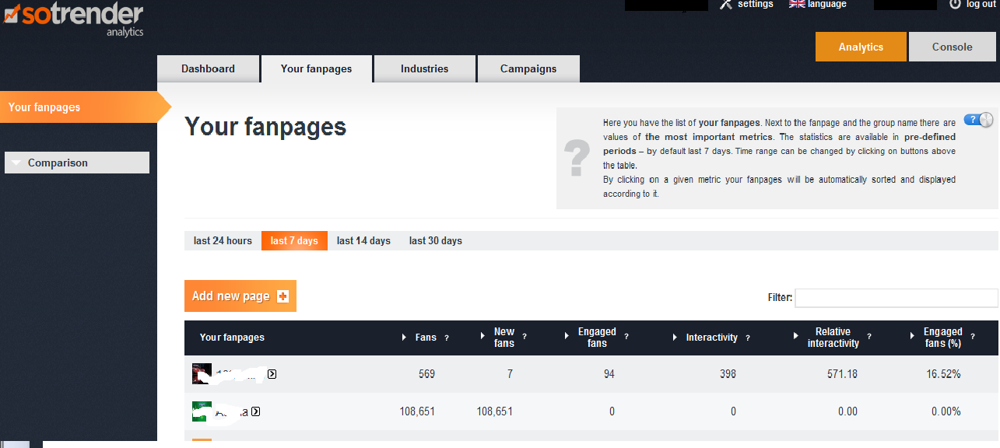 sotrender
analytics
settings
language
log out
Analytics
Console
Dashboard
Your fanpages
Industries
Campaigns
Your fanpages
Comparison
Your fanpages
?
Here you have the list of your fanpages. Next to the fanpage and the group name there are
values of the most important metrics. The statistics are available in pre-defined
periods – by default last 7 days. Time range can be changed by clicking on buttons above
the table.
By clicking on a given metric your fanpages will be automatically sorted and displayed
according to it.
?
last 24 hours last 7 days last 14 days last 30 days
Add new page
Filter:
Your fanpages Fans ? New fans ? Engaged fans ? Interactivity ? Relative interactivity ? Engaged fans (%) ?
569 7 94 398 571.18 16.52%
108,651 108,651 0 0 0.00 0.00%